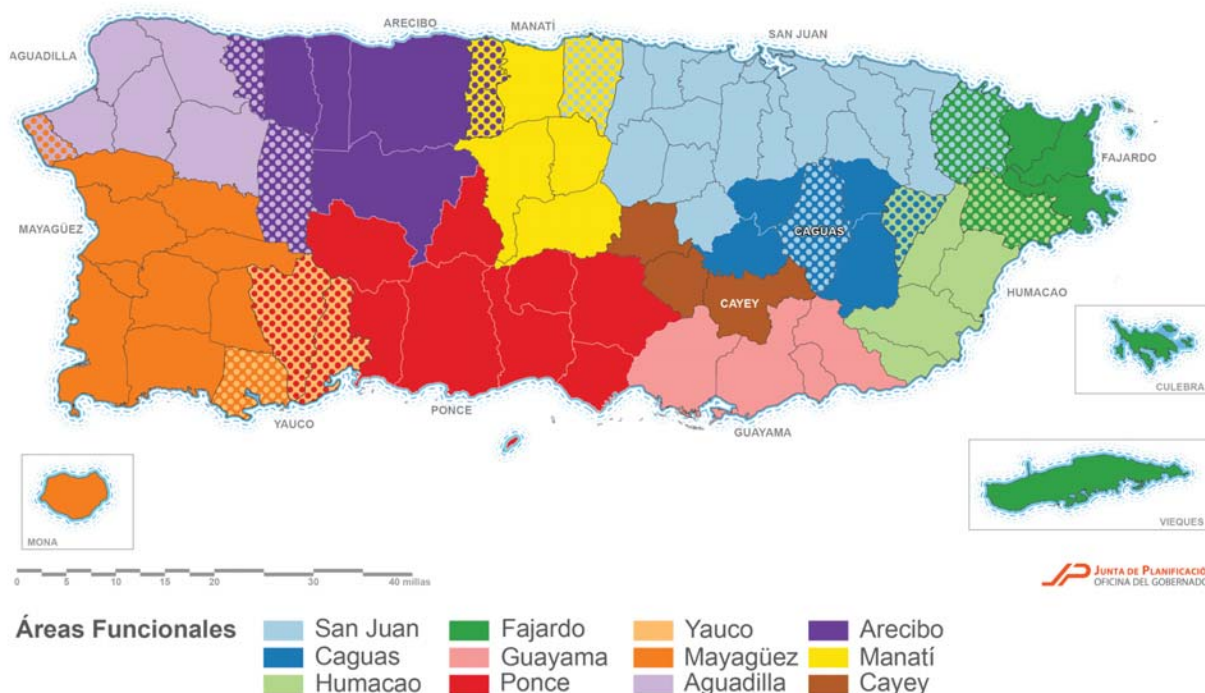 ARECIBO
MANATÍ
SAN JUAN
AGUADILLA
FAJARDO
MAYAGÜEZ
CAGUAS
CAYEY
HUMACAO
CULEBRA
PONCE
YAUCO
GUAYAMA
MONA
VIEQUES
0 5 10 15 20 30 40 millas
JP JUNTA DE PLANIFICACIÓ
OFICINA DEL GOBERNADO
Áreas Funcionales
San Juan Fajardo Yauco Arecibo
Caguas Guayama Mayagüez Manatí
Humacao Ponce Aguadilla Cayey